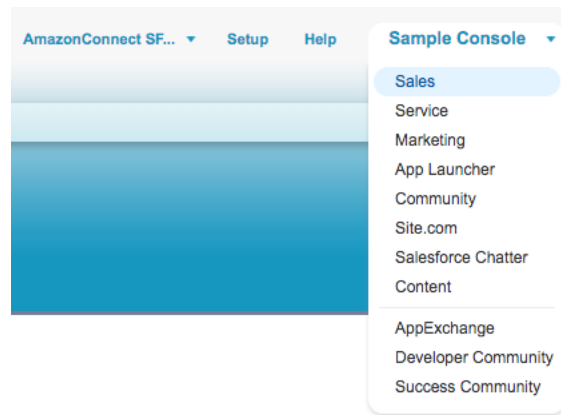 AmazonConnect SF... Setup Help Sample Console
Sales
Service
Marketing
App Launcher
Community
Site.com
Salesforce Chatter
Content
AppExchange
Developer Community
Success Community